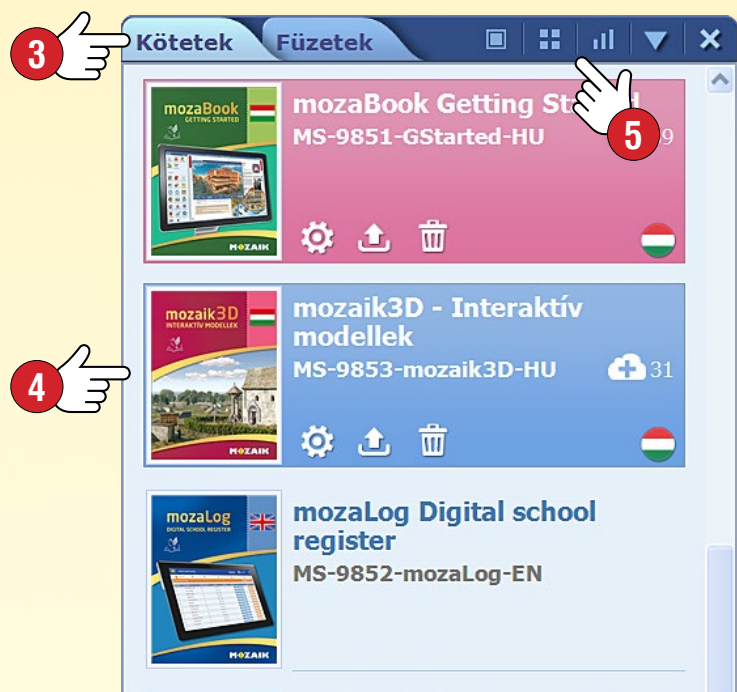 3
Kötetek
Füzetek
mozaBook
GETTING STARTED
MOZAIK
mozaBook Getting St d
MS-9851-GStarted-HU
5
9
4
mozaik3D
INTERAKTÍV MODELLEK
MOZAIK
mozaik3D - Interaktív
modellek
MS-9853-mozaik3D-HU
31
mozaLog
DIGITAL SCHOOL REGISTER
MOZAIK
mozaLog Digital school
register
MS-9852-mozaLog-EN